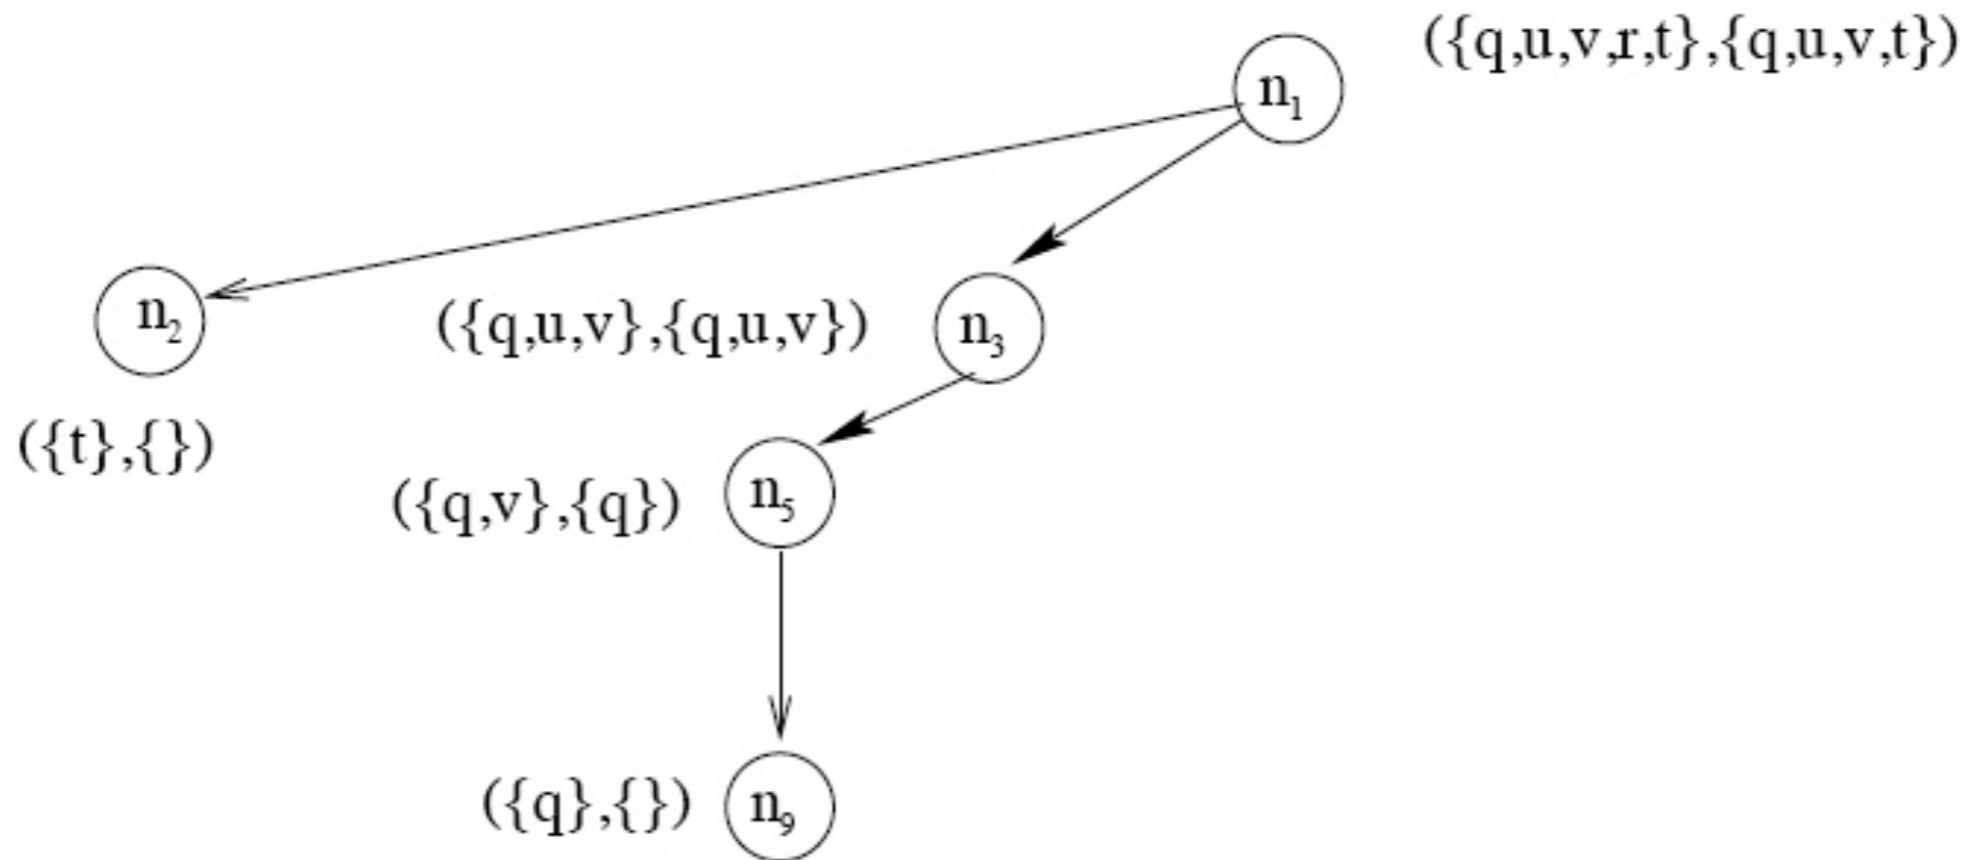 ({q,u,v,r,t},{q,u,v,t})
n₁
n₂
({q,u,v},{q,u,v})
n₃
({t},{})
({q,v},{q})
n₅
({q},{})
n₉